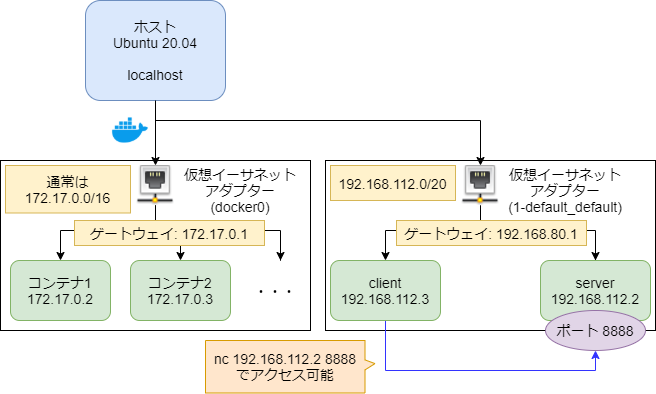 ホスト
Ubuntu 20.04
localhost
通常は
172.17.0.0/16
仮想イーサネット
アダプター
(docker0)
ゲートウェイ: 172.17.0.1
コンテナ1
172.17.0.2
コンテナ2
172.17.0.3
・・・
192.168.112.0/20
仮想イーサネット
アダプター
(1-default_default)
ゲートウェイ: 192.168.80.1
client
192.168.112.3
server
192.168.112.2
ポート 8888
nc 192.168.112.2 8888
でアクセス可能